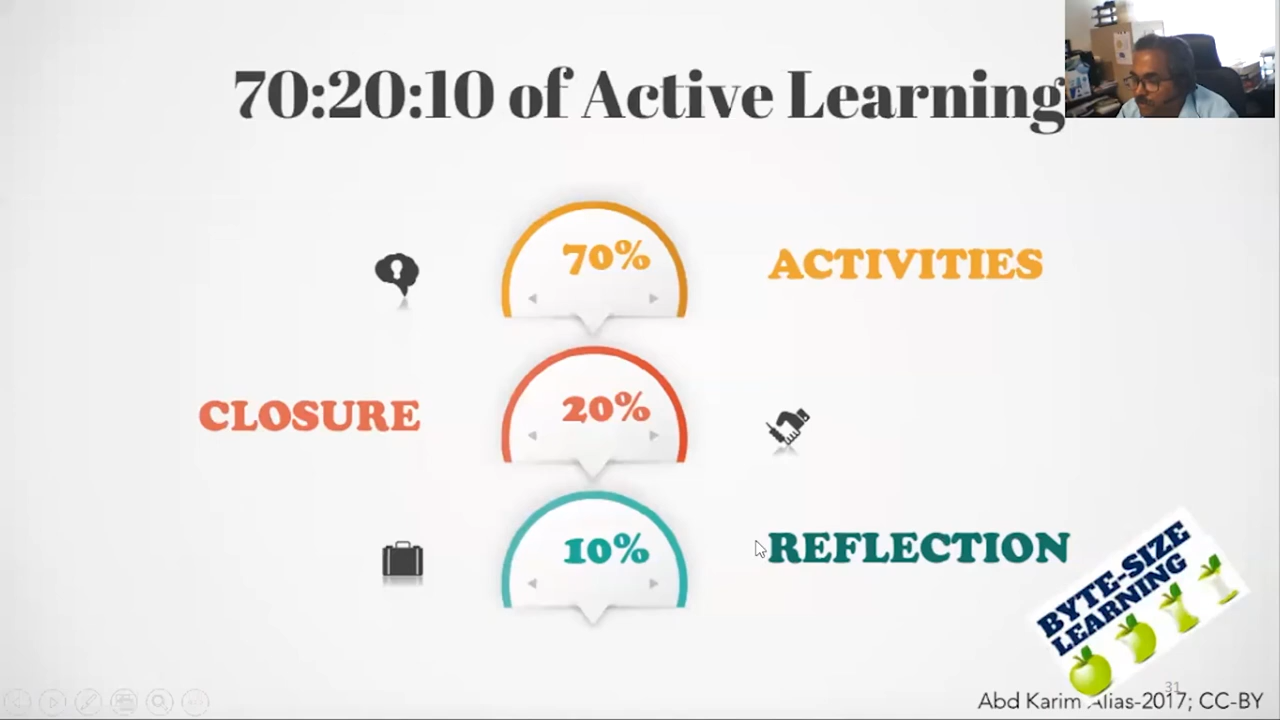 70:20:10 of Active Learning
70%
ACTIVITIES
CLOSURE
20%
10%
REFLECTION
BYTE-SIZE
LEARNING
31
Abd Karim Alias-2017; CC-BY